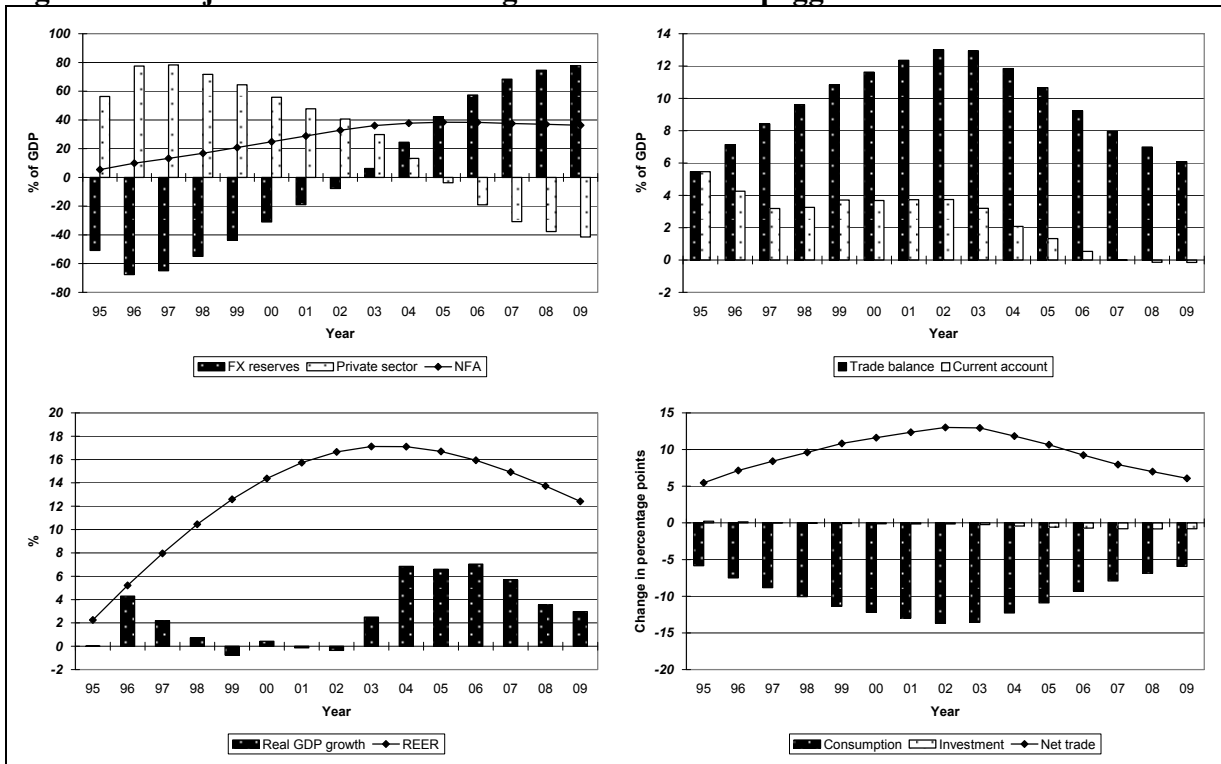 % of GDP
100
80
60
40
20
0
-20
-40
-60
-80
95 96 97 98 99 00 01 02 03 04 05 06 07 08 09
Year
FX reserves Private sector NFA
% of GDP
14
12
10
8
6
4
2
0
-2
95 96 97 98 99 00 01 02 03 04 05 06 07 08 09
Year
Trade balance Current account
%
20
18
16
14
12
10
8
6
4
2
0
-2
95 96 97 98 99 00 01 02 03 04 05 06 07 08 09
Year
Real GDP growth REER
Change in percentage points
15
10
5
0
-5
-10
-15
-20
95 96 97 98 99 00 01 02 03 04 05 06 07 08 09
Year
Consumption Investment Net trade